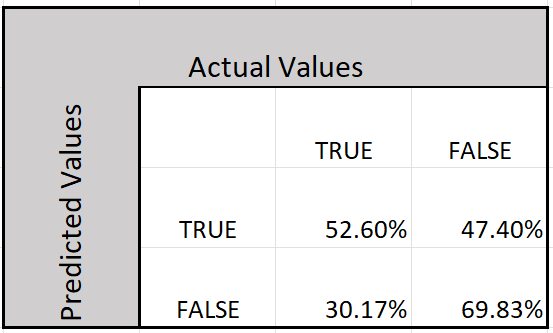 Actual Values
Predicted Values
TRUE FALSE
TRUE 52.60% 47.40%
FALSE 30.17% 69.83%